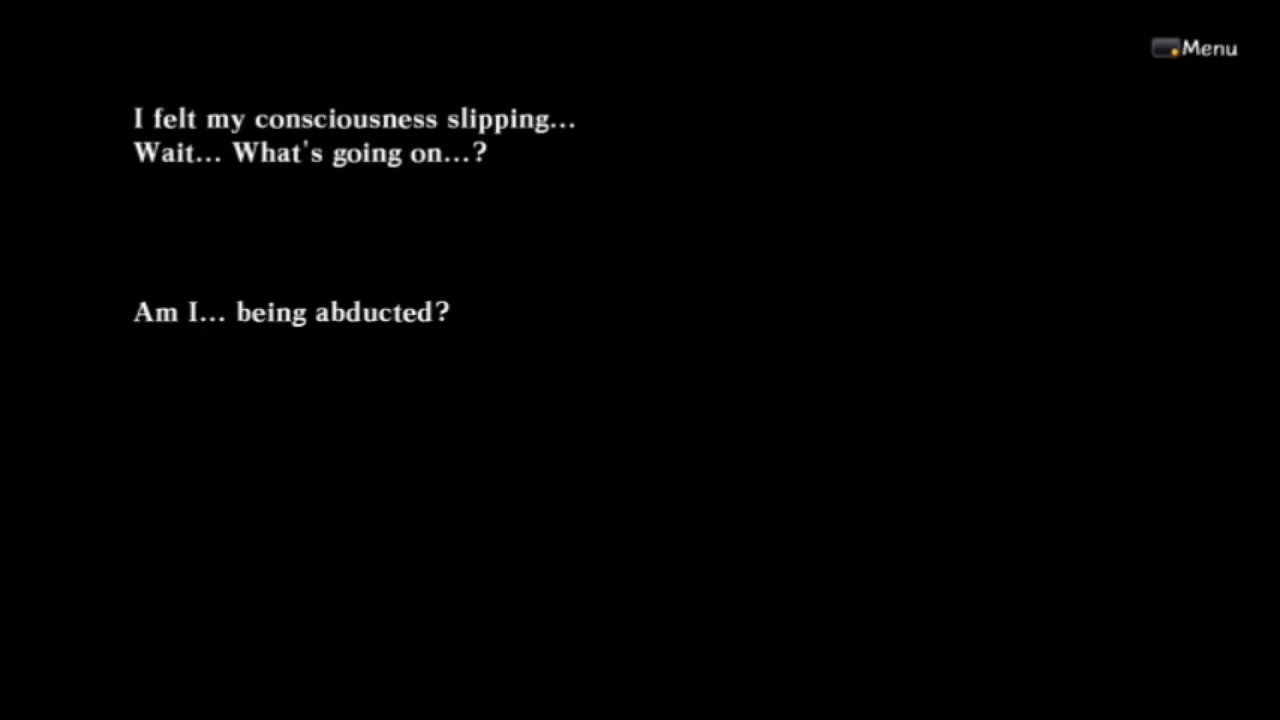 Menu
I felt my consciousness slipping...
Wait... What's going on...?
Am I... being abducted?